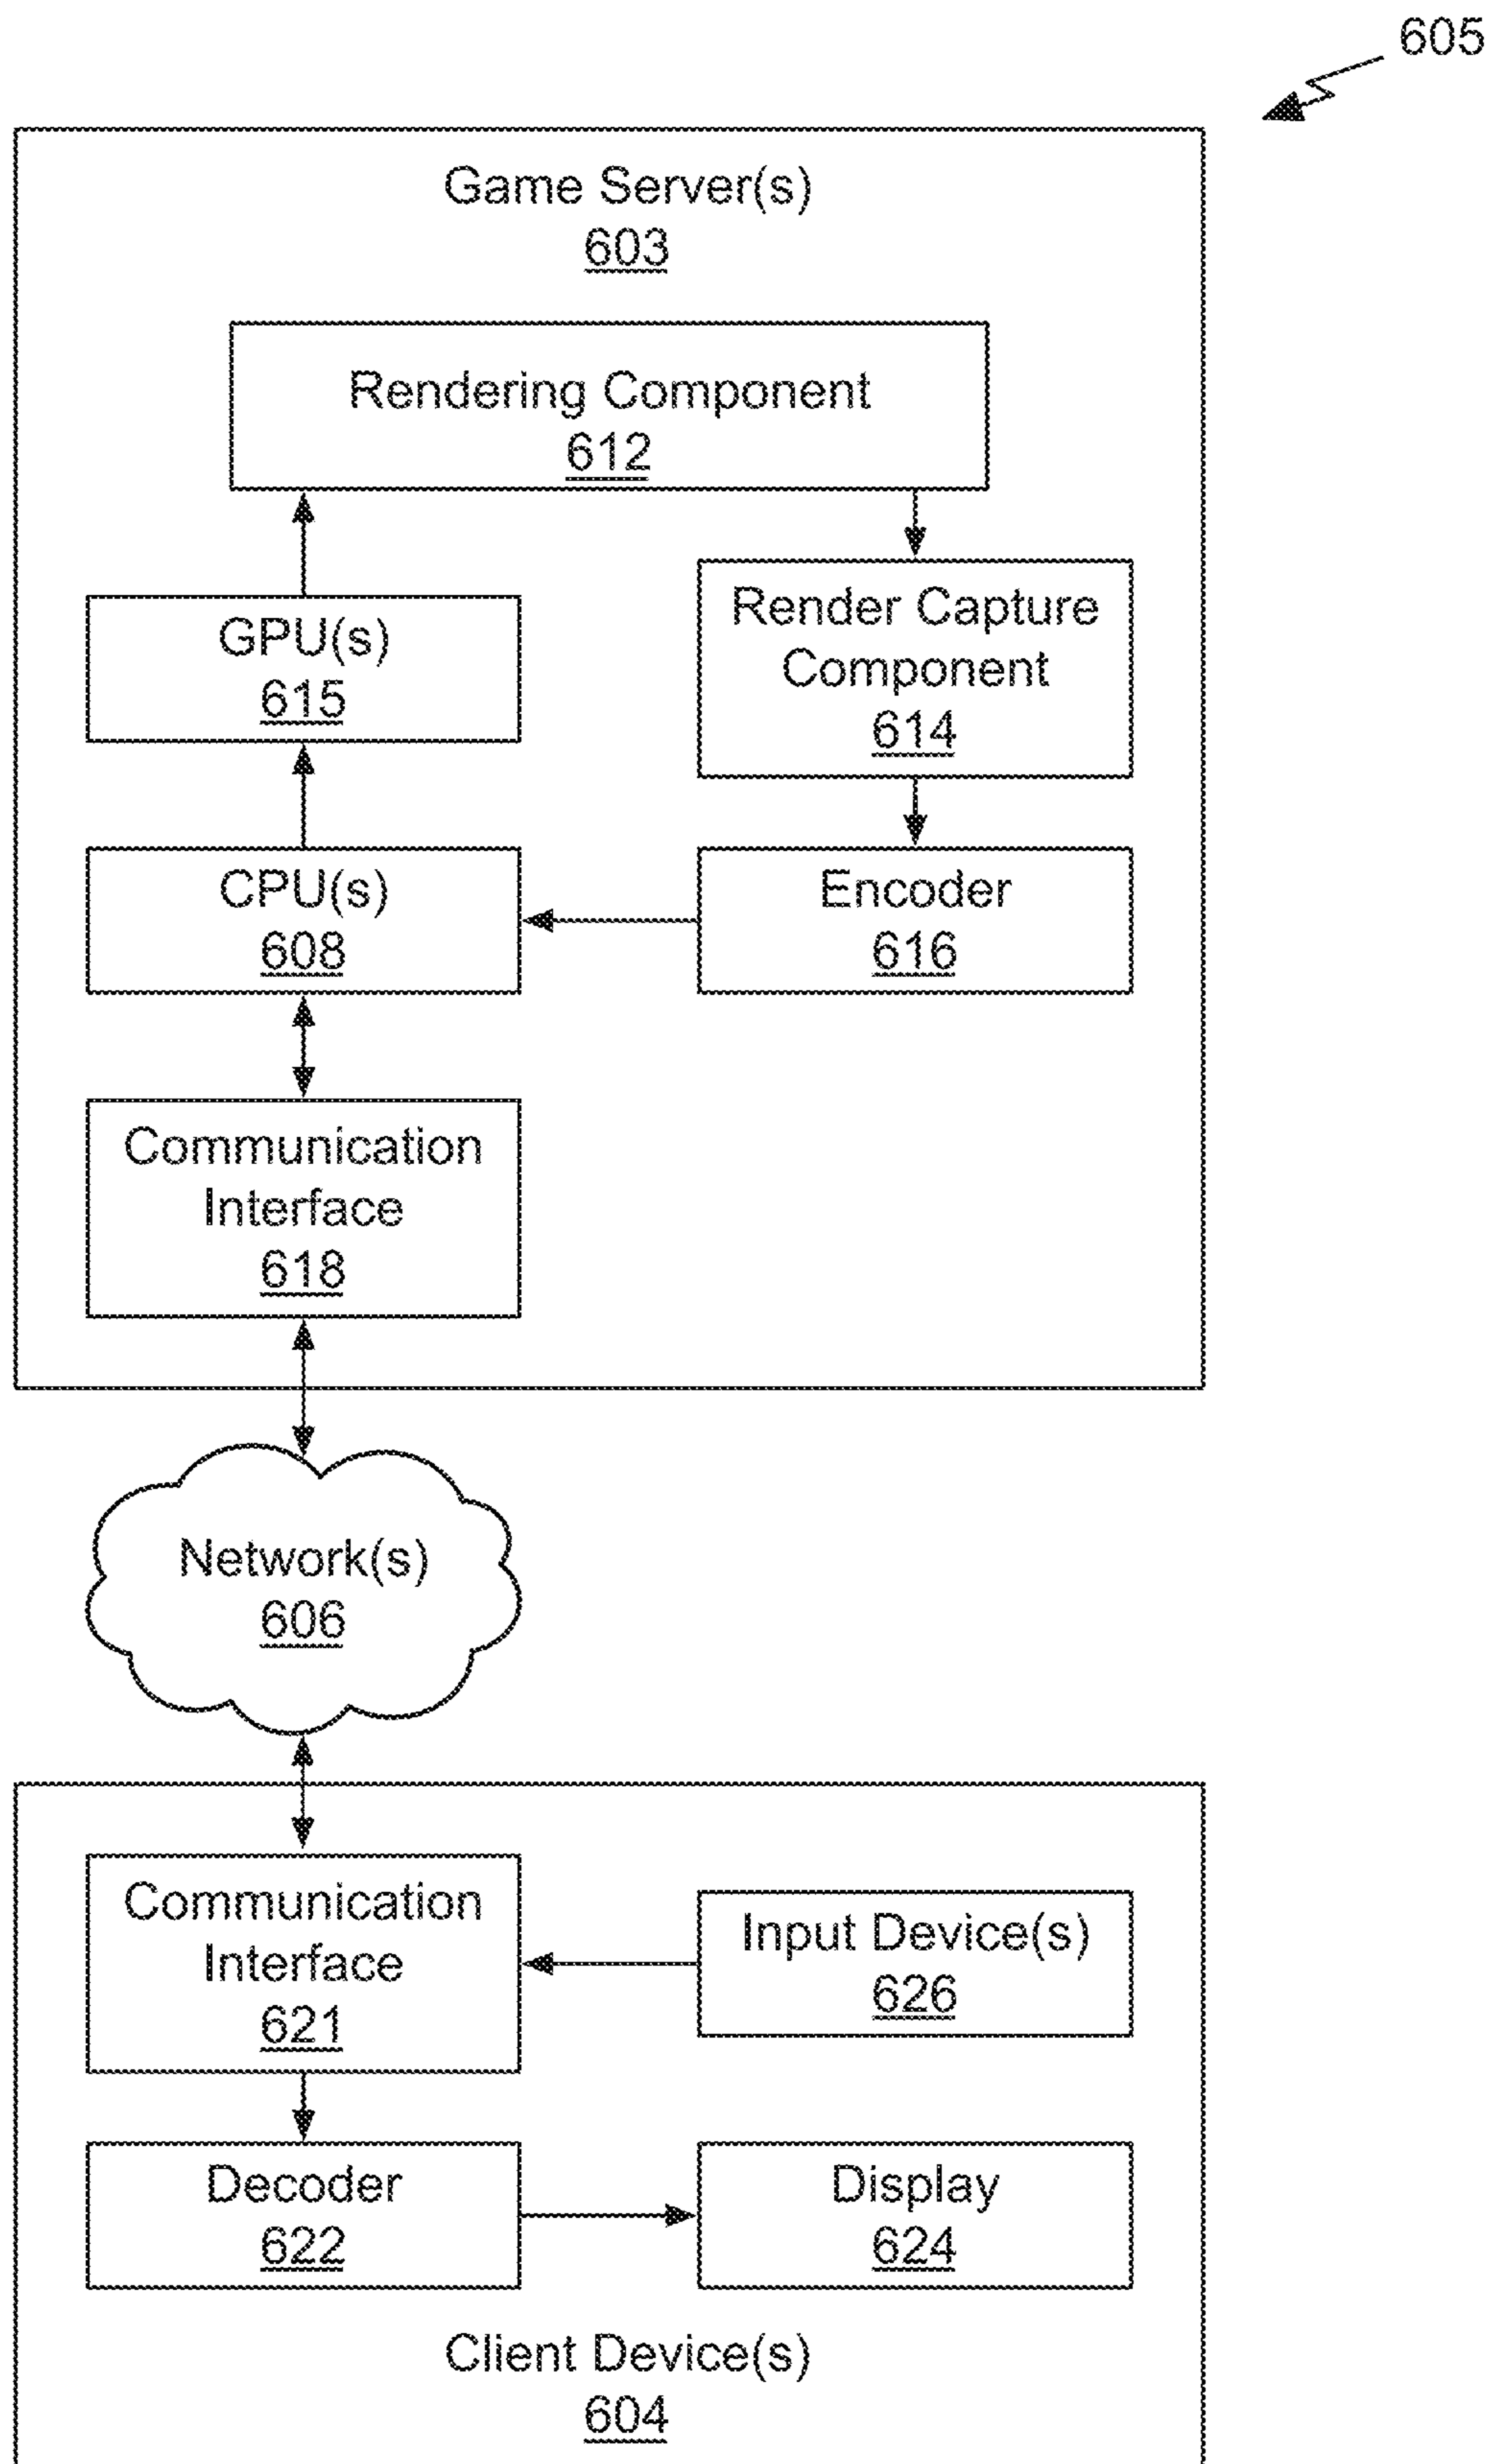 605
Game Server(s)
603
Rendering Component
612
GPU(s)
615
Render Capture
Component
614
CPU(s)
608
Encoder
616
Communication
Interface
618
Network(s)
606
Communication
Interface
621
Input Device(s)
626
Decoder
622
Display
624
Client Device(s)
604